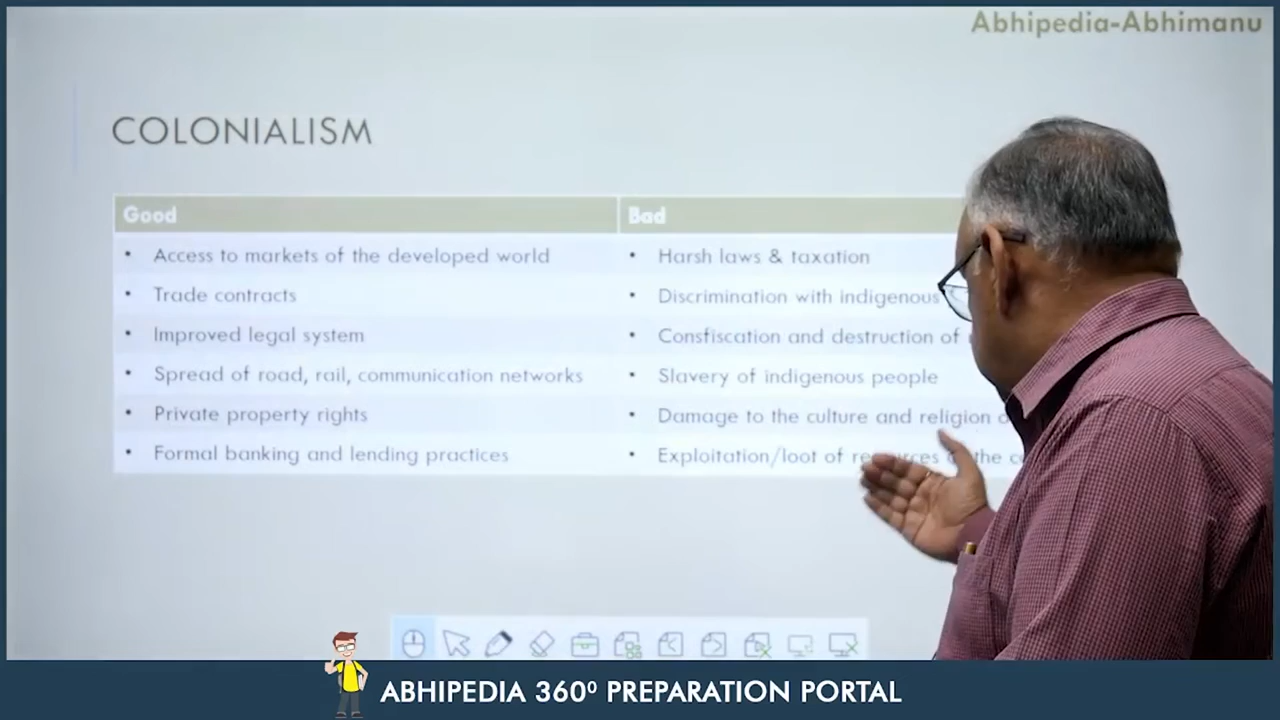 Abhipedia-Abhimanu
COLONIALISM
Good
Bad
• Access to markets of the developed world
• Harsh laws & taxation
• Trade contracts
• Discrimination with indigenous
• Improved legal system
• Consfiscation and destruction of
• Spread of road, rail, communication networks
• Slavery of indigenous people
• Private property rights
• Damage to the culture and religion
• Formal banking and lending practices
• Exploitation/loot of the
ABHIPEDIA 360⁰ PREPARATION PORTAL